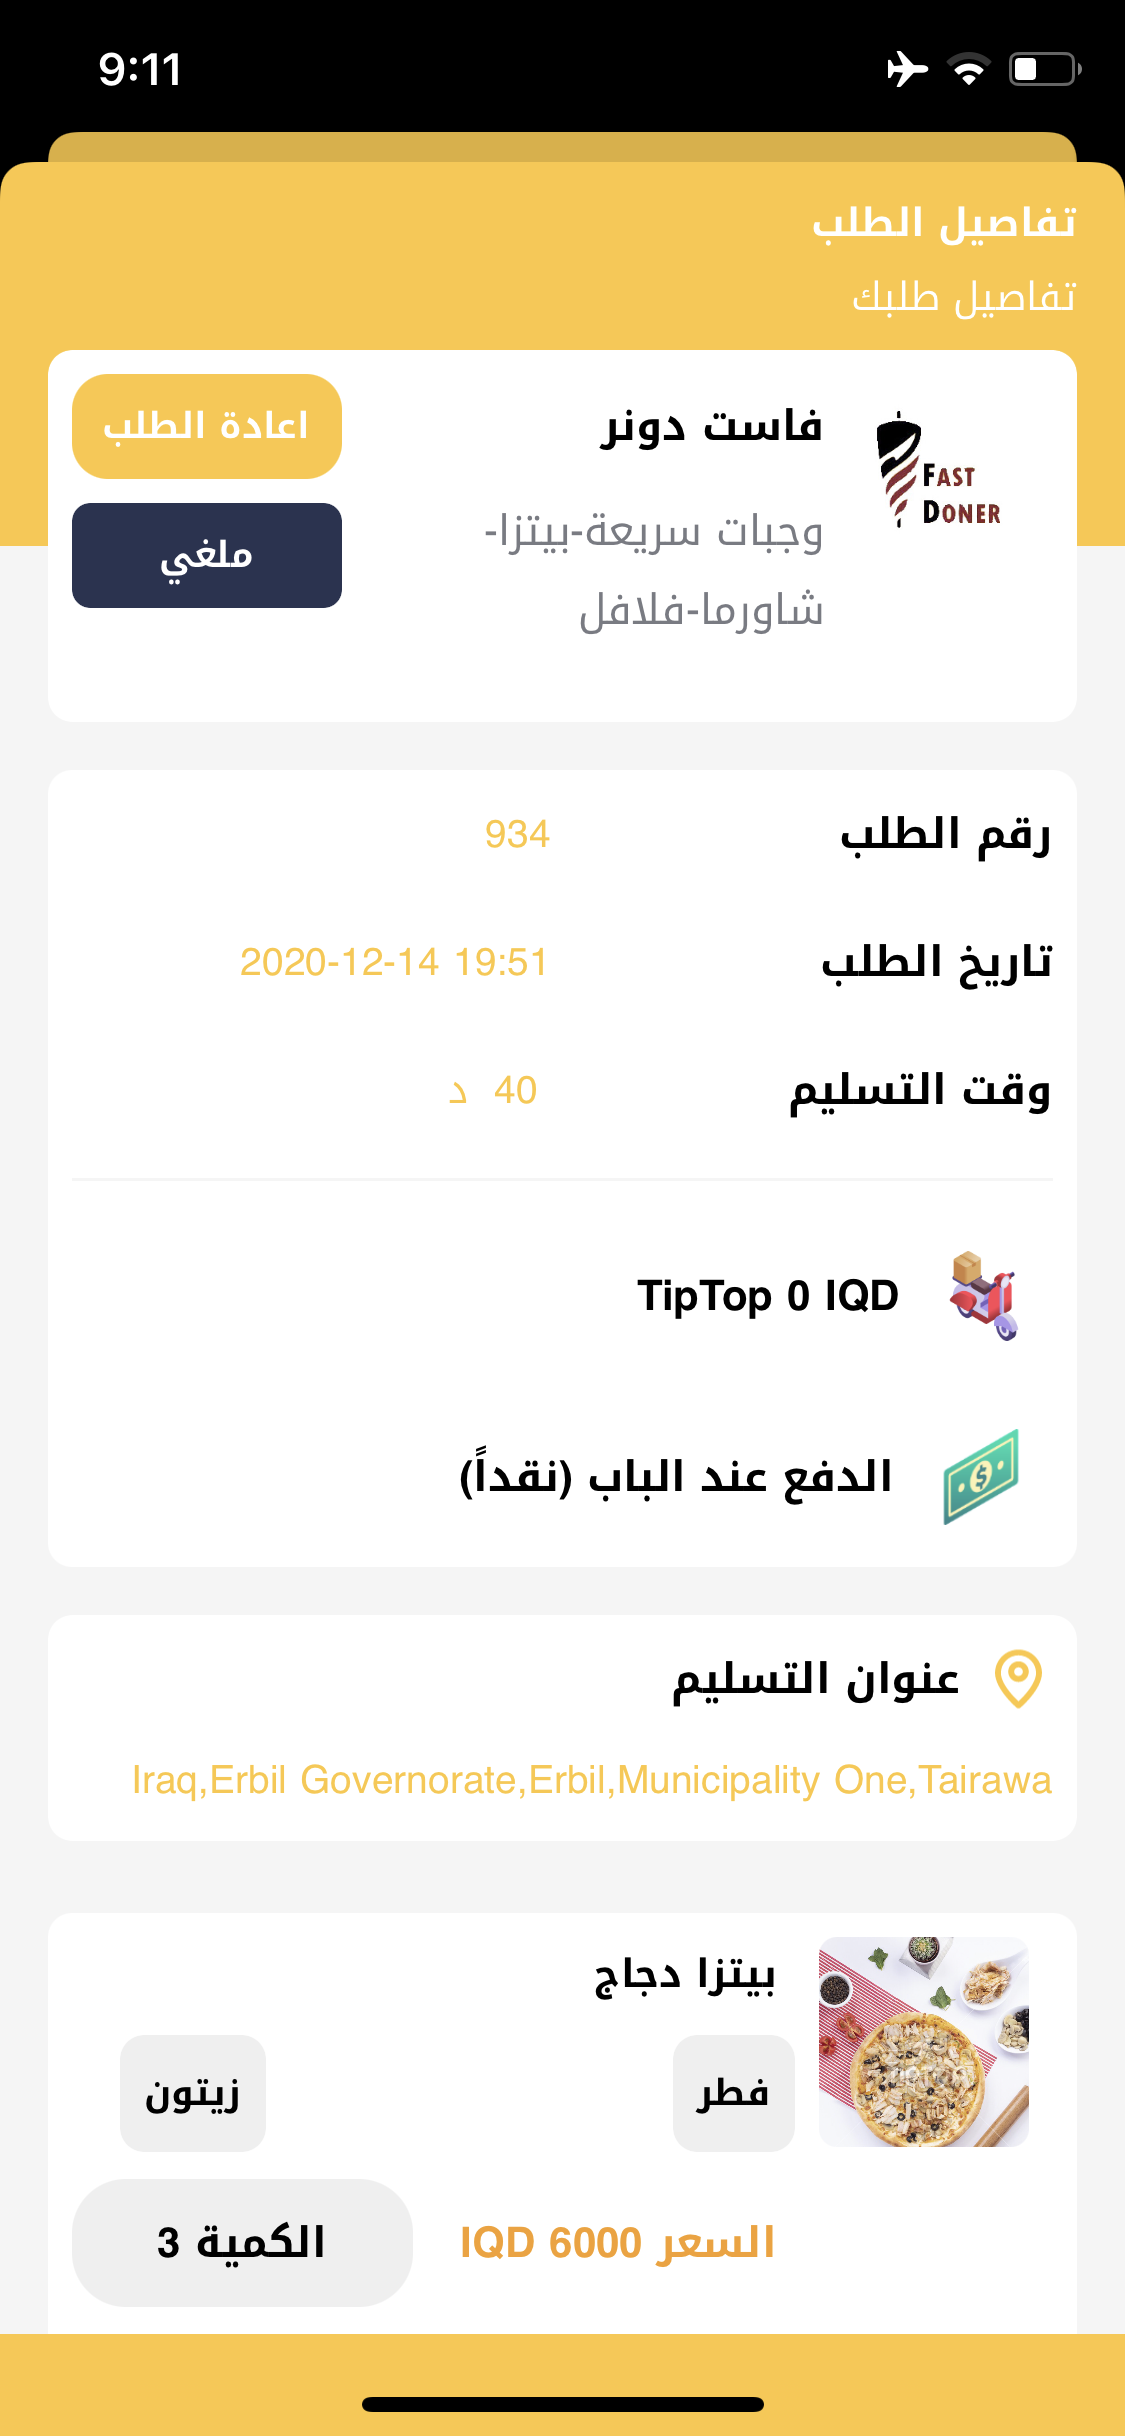 9:11
تفاصيل الطلب
تفاصيل طلبك
FAST
DONER
فاست دونر
اعادة الطلب
وجبات سريعة-بيتزا-
شاورما-فلافل
ملغي
رقم الطلب 934
تاريخ الطلب 2020-12-14 19:51
وقت التسليم 40 د
TipTop 0 IQD
الدفع عند الباب (نقداً)
عنوان التسليم
Iraq,Erbil Governorate,Erbil,Municipality One,Tairawa
بيتزا دجاج
فطر
زيتون
السعر 6000 IQD
الكمية 3